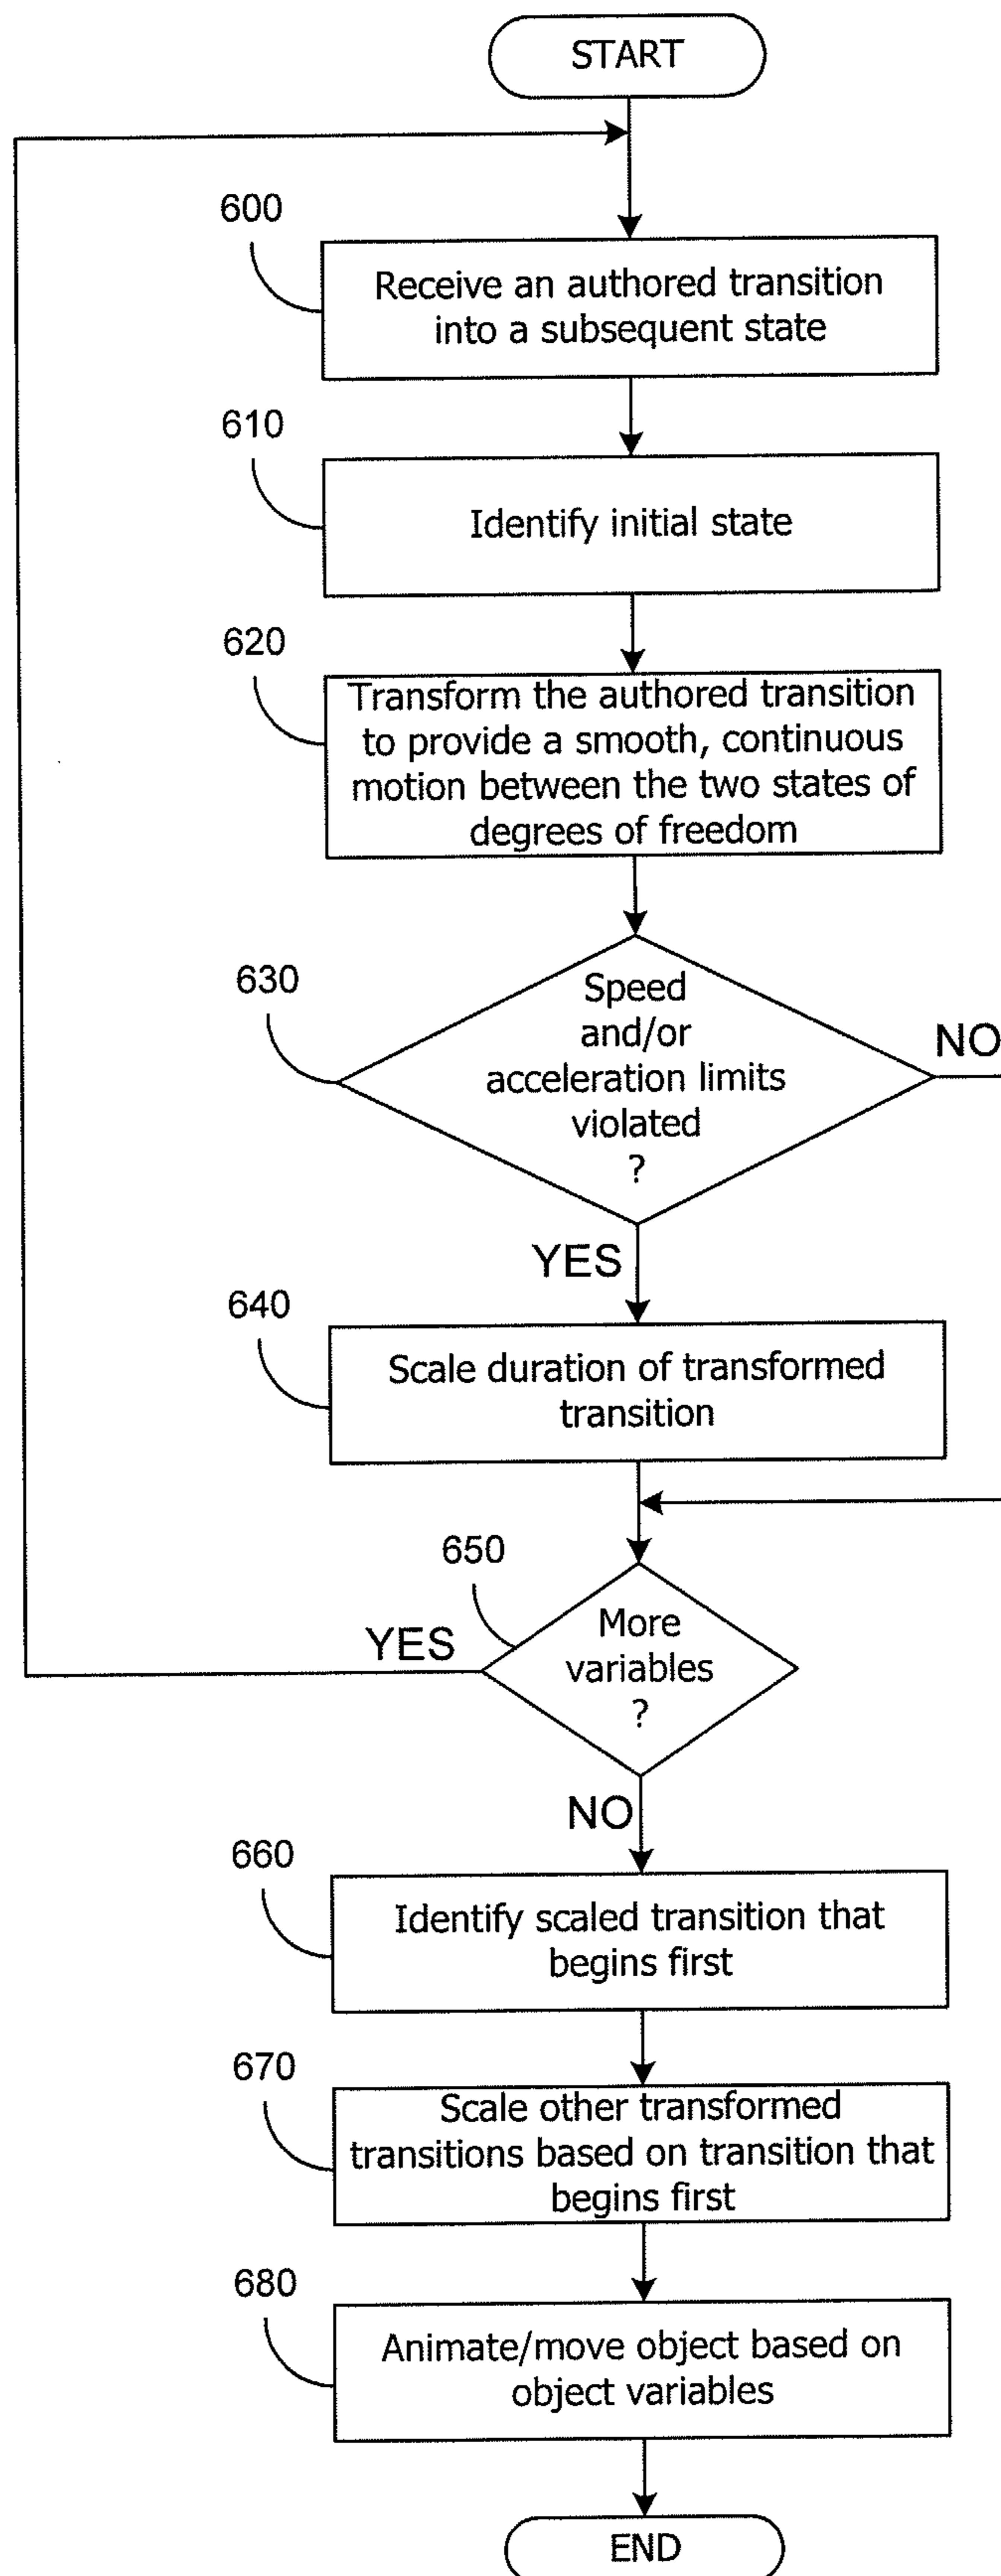 START
600
Receive an authored transition
into a subsequent state
610
Identify initial state
620
Transform the authored transition
to provide a smooth, continuous
motion between the two states of
degrees of freedom
630
Speed
and/or
acceleration limits
violated
?
NO
YES
640
Scale duration of transformed
transition
650
More
variables
?
YES
NO
660
Identify scaled transition that
begins first
670
Scale other transformed
transitions based on transition that
begins first
680
Animate/move object based on
object variables
END